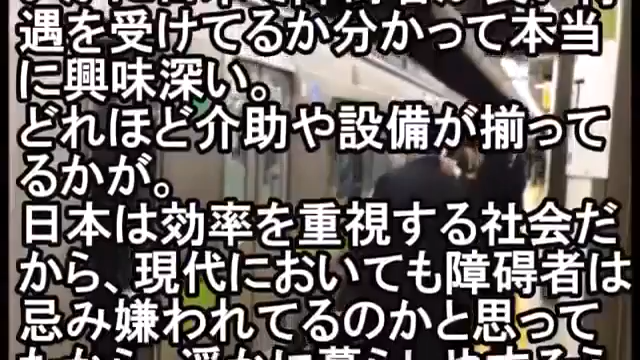 遇を受けてるか分かって本当
に興味深い。
どれほど介助や設備が揃って
るかが。
日本は効率を重視する社会だ
から、現代においても障碍者は
忌み嫌われてるのかと思って